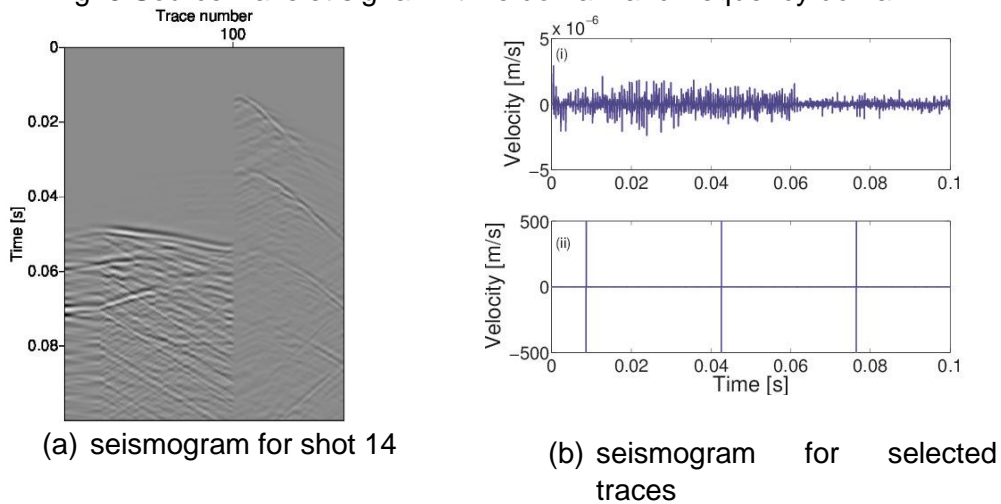 Trace number
100
0
0.02
0.04
0.06
0.08
Time [s]
(a) seismogram for shot 14
× 10⁻⁶
5
0
−5
Velocity [m/s]
(i)
0 0.02 0.04 0.06 0.08 0.1
500
0
−500
Velocity [m/s]
(ii)
0 0.02 0.04 0.06 0.08 0.1
Time [s]
(b) seismogram for selected
traces